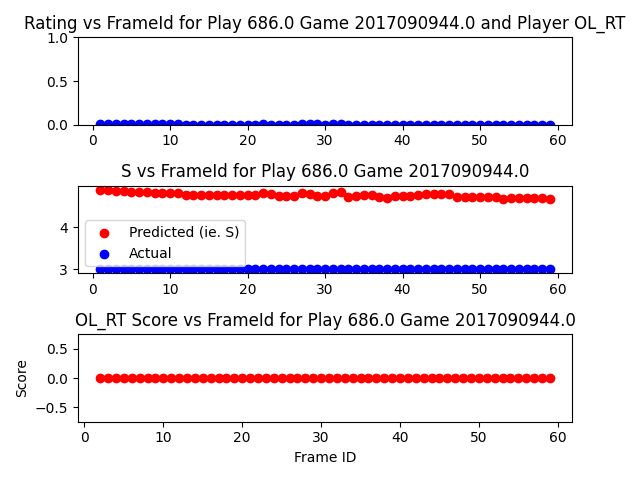 Rating vs FrameId for Play 686.0 Game 2017090944.0 and Player OL_RT
1.0
0.5
0.0
0 10 20 30 40 50 60
S vs FrameId for Play 686.0 Game 2017090944.0
4
3
Predicted (ie. S)
Actual
0 10 20 30 40 50 60
OL_RT Score vs FrameId for Play 686.0 Game 2017090944.0
Score
0.5
0.0
−0.5
0 10 20 30 40 50 60
Frame ID